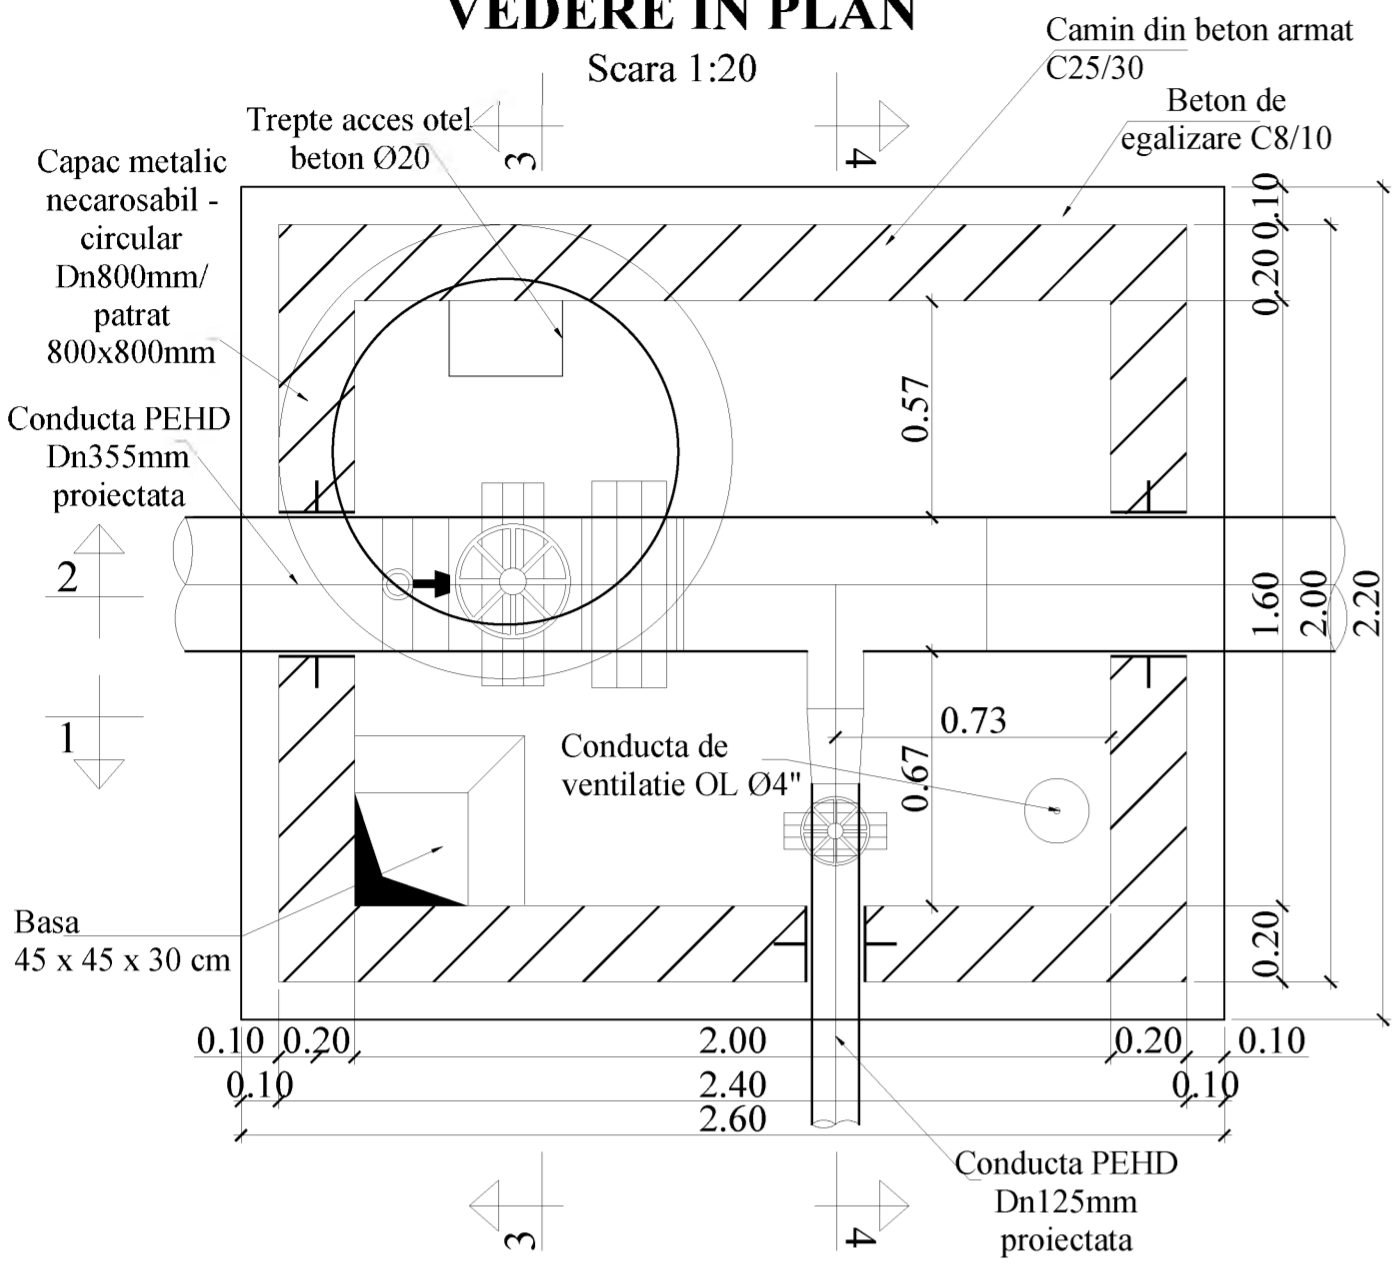 VEDERE IN PLAN
Scara 1:20
Camin din beton armat
C25/30
Beton de
egalizare C8/10
Trepte acces otel
beton Ø20
Capac metalic
necarosabil -
circular
Dn800mm/
patrat
800x800mm
Conducta PEHD
Dn355mm
proiectata
3
4
0.10
0.20
0.57
2
1
1.60
2.00
2.20
0.73
Conducta de
ventilatie OL Ø4"
0.67
Basa
45 x 45 x 30 cm
0.20
0.10
0.20
2.00
0.20
0.10
0.10
2.40
0.10
2.60
Conducta PEHD
Dn125mm
proiectata
3
4